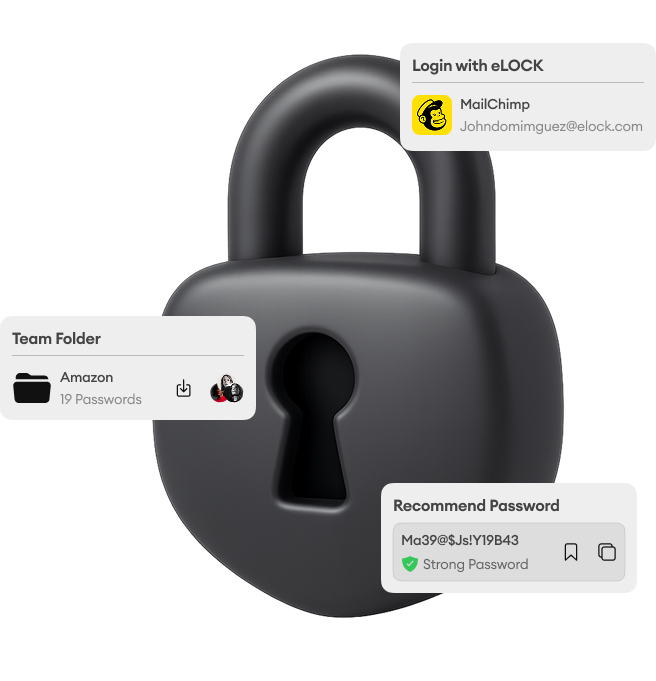 Login with eLOCK
MailChimp
Johndomimguez@elock.com
Team Folder
Amazon
19 Passwords
Recommend Password
Ma39@$Js!Y19B43
Strong Password